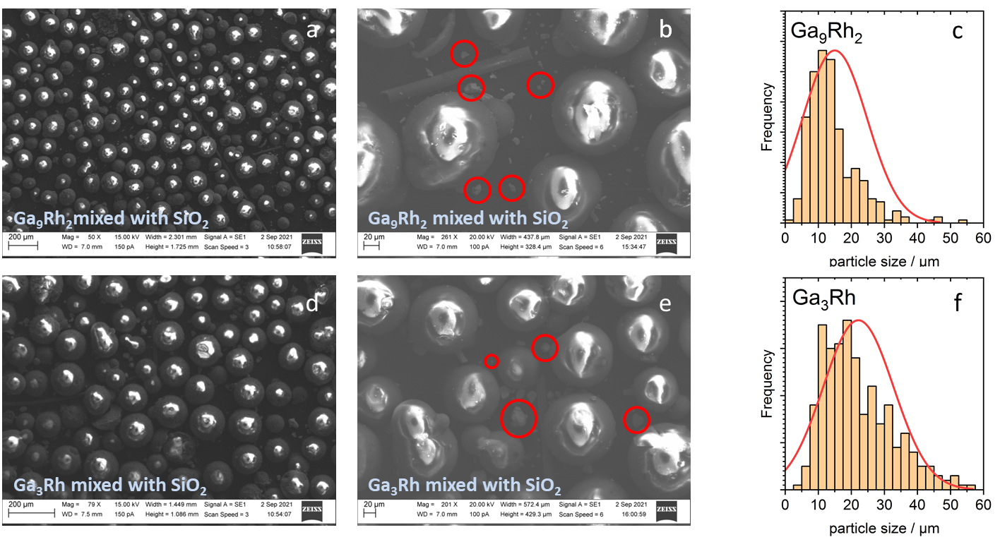 a
Ga₉Rh₂mixed with SiO₂
200 µm
Mag = 50 X 15.00 kV Width = 2.301 mm Signal A = SE1 2 Sep 2021
WD = 7.0 mm 150 pA Height = 1.725 mm Scan Speed = 3 10:58:07
ZEISS
b
Ga₉Rh₂ mixed with SiO₂
20 µm
Mag = 261 X 20.00 kV Width = 437.8 µm Signal A = SE1 2 Sep 2021
WD = 7.0 mm 100 pA Height = 328.4 µm Scan Speed = 6 15:34:47
ZEISS
Ga₉Rh₂ c
Frequency
0 10 20 30 40 50 60
particle size / µm
d
Ga₃Rh mixed with SiO₂
200 µm
Mag = 79 X 15.00 kV Width = 1.449 mm Signal A = SE1 2 Sep 2021
WD = 7.5 mm 150 pA Height = 1.086 mm Scan Speed = 3 10:54:07
ZEISS
e
Ga₃Rh mixed with SiO₂
20 µm
Mag = 201 X 20.00 kV Width = 572.4 µm Signal A = SE1 2 Sep 2021
WD = 7.0 mm 100 pA Height = 429.3 µm Scan Speed = 6 16:00:59
ZEISS
Ga₃Rh f
Frequency
0 10 20 30 40 50 60
particle size / µm